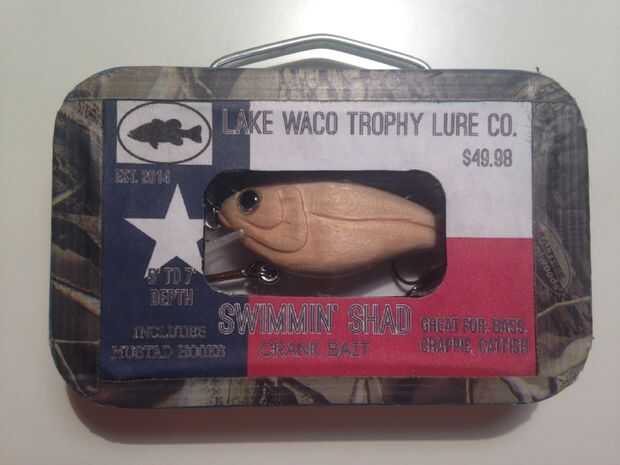 LAKE WACO TROPHY LURE CO.
$49.98
EST. 2014
5' TO 7'
DEPTH
INCLUDES
MUSTAD HOOKS
SWIMMIN' SHAD
CRANK BAIT
GREAT FOR: BASS,
CRAPPIE, CATFISH